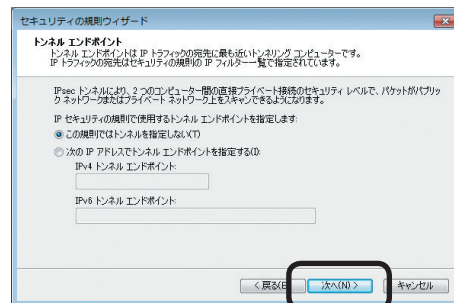 セキュリティの規則ウィザード
トンネル エンドポイント
トンネル エンドポイントは IP トラフィックの宛先に最も近いトンネリング コンピューターです。
IP トラフィックの宛先はセキュリティの規則の IP フィルター一覧で指定されています。
IPsec トンネルにより、2 つのコンピューター間の直接プライベート接続のセキュリティ レベルで、パケットがパブリッ
ク ネットワークまたはプライベート ネットワーク上をスキャンできるようになります。
IP セキュリティの規則で使用するトンネル エンドポイントを指定します:
この規則ではトンネルを指定しない(T)
次の IP アドレスでトンネル エンドポイントを指定する(I):
IPv4 トンネル エンドポイント:
IPv6 トンネル エンドポイント:
< 戻る(B) 次へ(N) > キャンセル